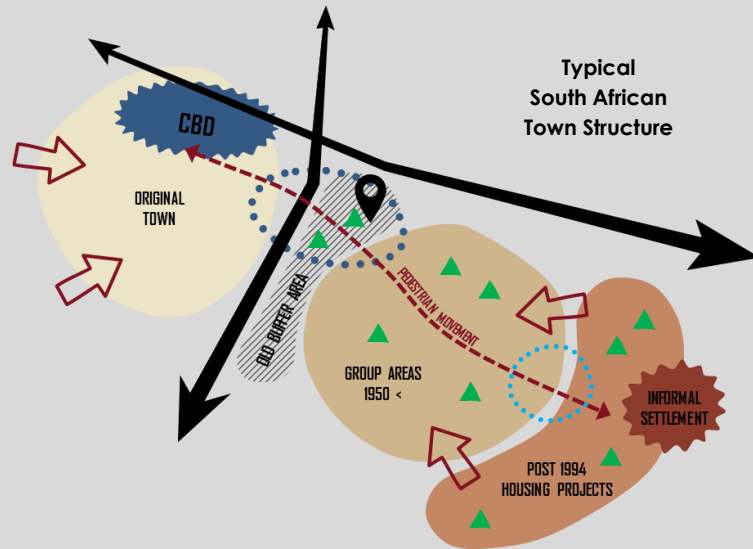 Typical
South African
Town Structure
CBD
ORIGINAL
TOWN
OLD BUFFER AREA
PEDESTRIAN MOVEMENT
GROUP AREAS
1950 <
INFORMAL
SETTLEMENT
POST 1994
HOUSING PROJECTS